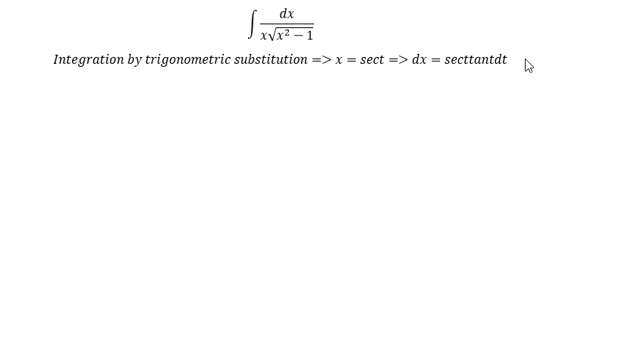 ∫ dx / (x√(x² − 1))
Integration by trigonometric substitution => x = sect => dx = secttantdt